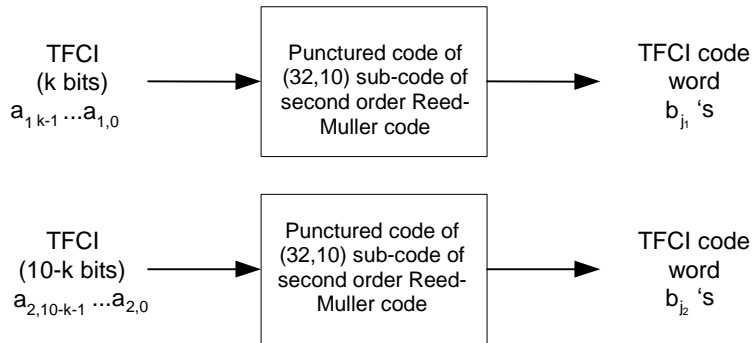 TFCI
(k bits)
a1 k-1 ...a1,0
Punctured code of
(32,10) sub-code of
second order Reed-
Muller code
TFCI code
word
bj1 ‘s
TFCI
(10-k bits)
a2,10-k-1 ...a2,0
Punctured code of
(32,10) sub-code of
second order Reed-
Muller code
TFCI code
word
bj2 ‘s